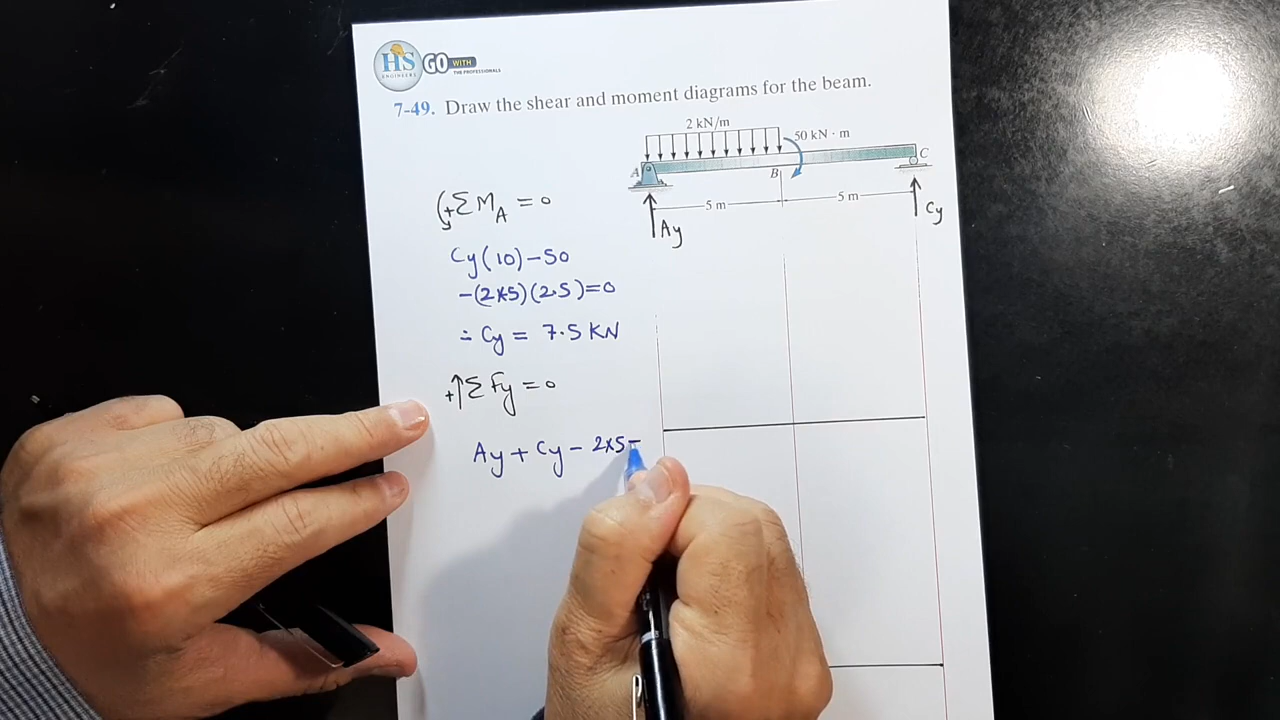 HS
ENGINEERS
GO WITH
THE PROFESSIONALS
7-49. Draw the shear and moment diagrams for the beam.
2 kN/m
50 kN · m
A
B
C
5 m
5 m
Ay
Cy
+ΣM_A = 0
Cy(10)-50
-(2×5)(2.5)=0
∴ Cy = 7.5 KN
+↑ΣFy = 0
Ay + Cy - 2×5